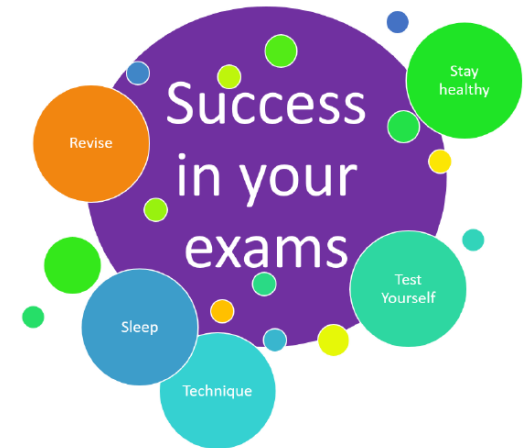 Success
in your
exams
Stay
healthy
Revise
Test
Yourself
Sleep
Technique